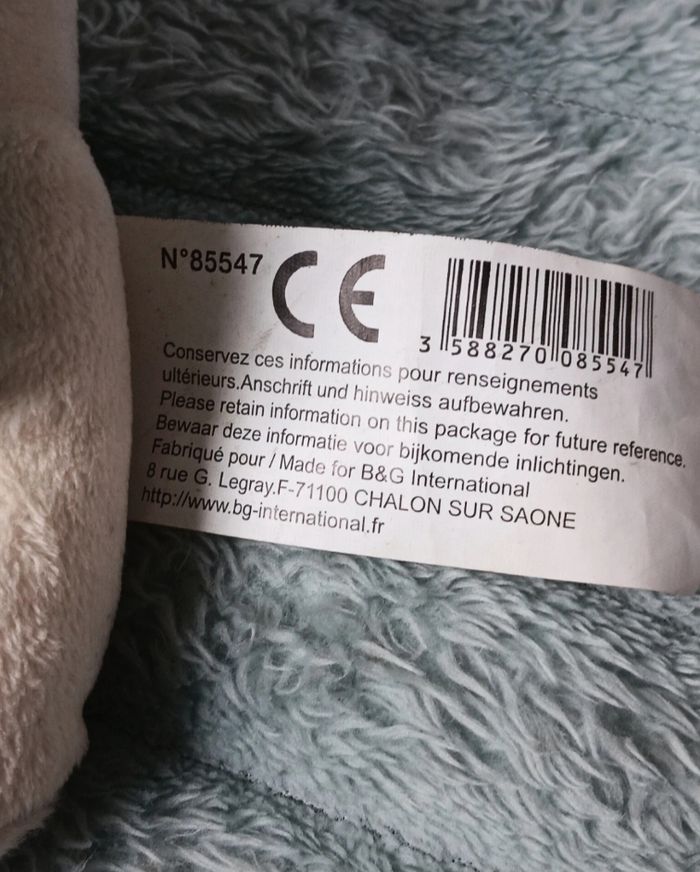 N°85547
CE
3 588270 085547
Conservez ces informations pour renseignements
ultérieurs.Anschrift und hinweiss aufbewahren.
Please retain information on this package for future reference.
Bewaar deze informatie voor bijkomende inlichtingen.
Fabriqué pour / Made for B&G International
8 rue G. Legray.F-71100 CHALON SUR SAONE
http://www.bg-international.fr